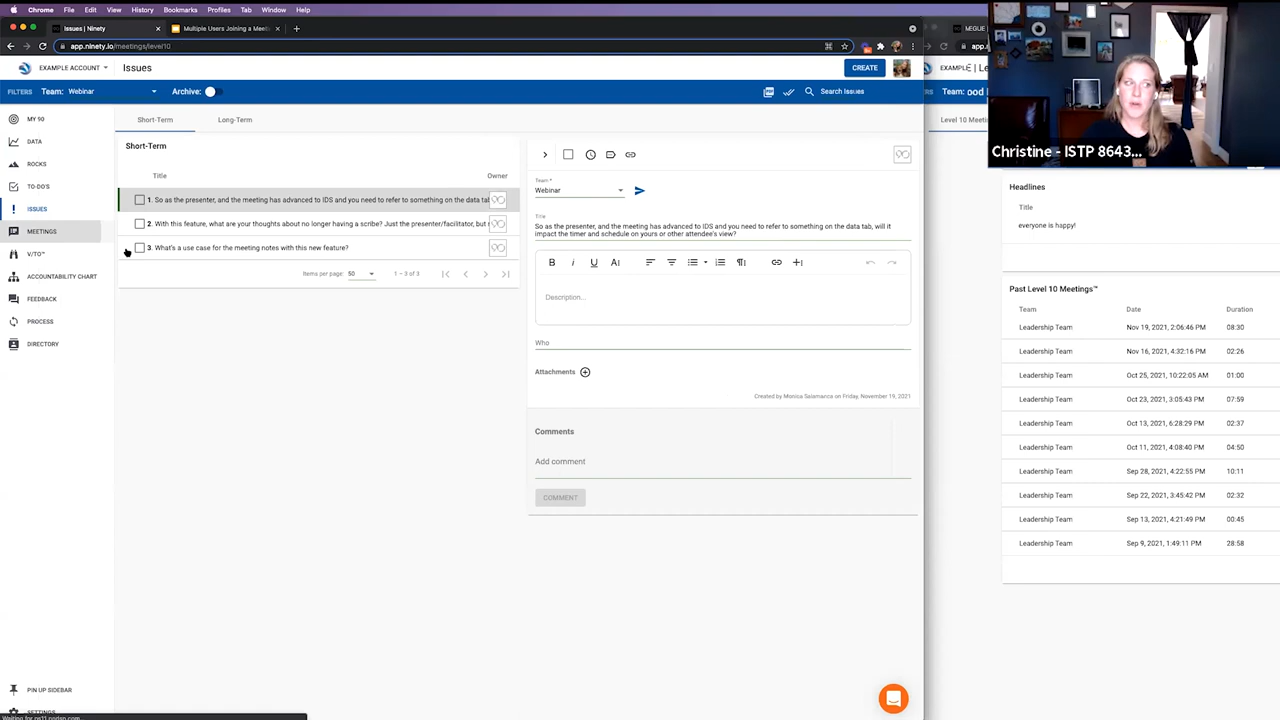 Chrome File Edit View History Bookmarks Profiles Tab Window Help
Issues | Ninety
Multiple Users Joining a Meeti
app.ninety.io/meetings/level10
EXAMPLE ACCOUNT
Issues
CREATE
FILTERS Team: Webinar Archive: Search Issues
MY 90
DATA
ROCKS
TO-DO'S
ISSUES
MEETINGS
V/TO™
ACCOUNTABILITY CHART
FEEDBACK
PROCESS
DIRECTORY
PIN UP SIDEBAR
SETTINGS
Short-Term Long-Term
Short-Term
Title Owner
1. So as the presenter, and the meeting has advanced to IDS and you need to refer to something on the data tal
2. With this feature, what are your thoughts about no longer having a scribe? Just the presenter/facilitator, but
3. What's a use case for the meeting notes with this new feature?
Items per page: 50 1 – 3 of 3
Team *
Webinar
Title
So as the presenter, and the meeting has advanced to IDS and you need to refer to something on the data tab, will it
impact the timer and schedule on yours or other attendee's view?
Description...
Who
Attachments
Created by Monica Salamanca on Friday, November 19, 2021
Comments
Add comment
COMMENT
MEGUE
app.nine
EXAMPLE
Team:
Level 10 Meeti
Christine - ISTP 8643...
Headlines
Title
everyone is happy!
Past Level 10 Meetings™
Team Date Duration
Leadership Team Nov 19, 2021, 2:06:46 PM 08:30
Leadership Team Nov 16, 2021, 4:32:16 PM 02:26
Leadership Team Oct 25, 2021, 10:22:05 AM 01:00
Leadership Team Oct 23, 2021, 3:05:43 PM 07:59
Leadership Team Oct 13, 2021, 6:28:29 PM 02:37
Leadership Team Oct 11, 2021, 4:08:40 PM 04:50
Leadership Team Sep 28, 2021, 4:22:55 PM 10:11
Leadership Team Sep 22, 2021, 3:45:42 PM 02:32
Leadership Team Sep 13, 2021, 4:21:49 PM 00:45
Leadership Team Sep 9, 2021, 1:49:11 PM 28:58